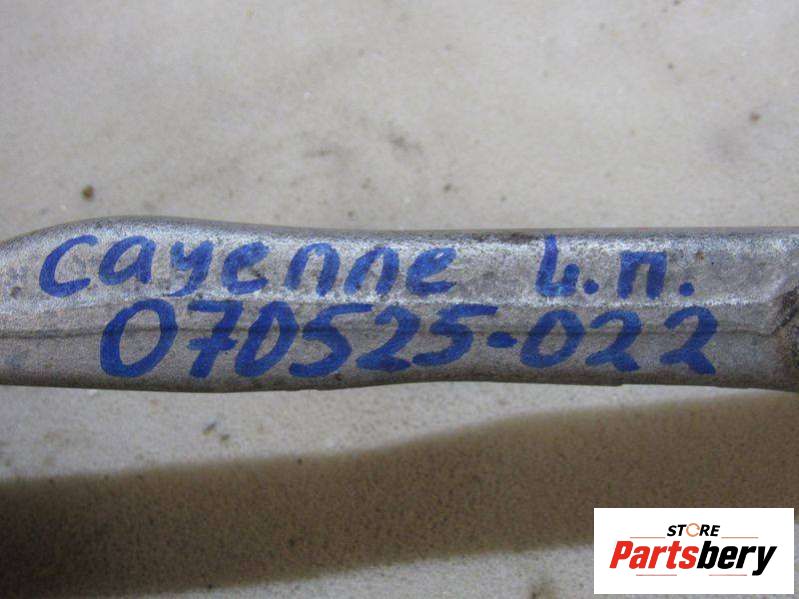 Cayenne ч.п.
070525-022
STORE
Partsbery